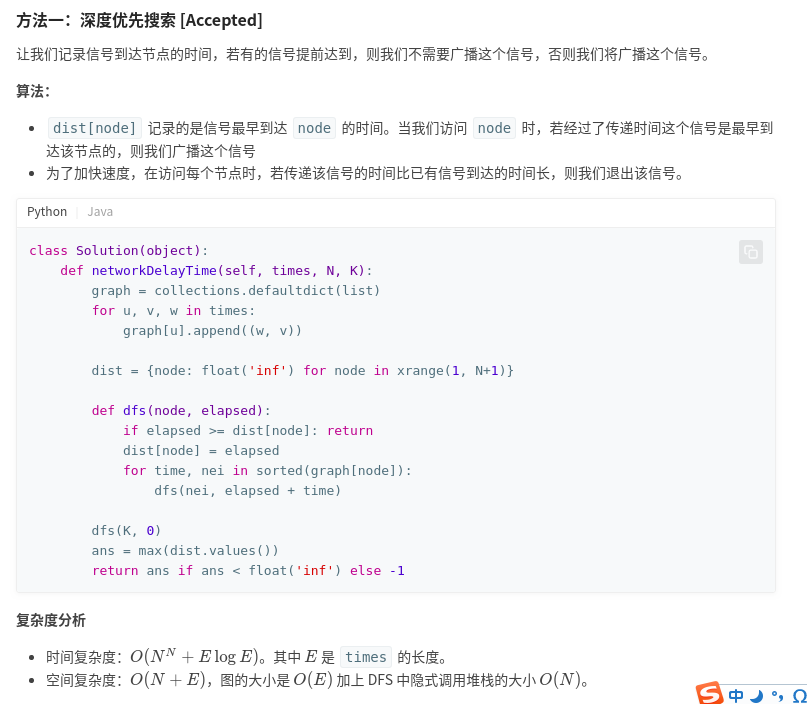 方法一：深度优先搜索 [Accepted]
让我们记录信号到达节点的时间，若有的信号提前达到，则我们不需要广播这个信号，否则我们将广播这个信号。
算法：
• dist[node] 记录的是信号最早到达 node 的时间。当我们访问 node 时，若经过了传递时间这个信号是最早到
达该节点的，则我们广播这个信号
• 为了加快速度，在访问每个节点时，若传递该信号的时间比已有信号到达的时间长，则我们退出该信号。
Python Java
class Solution(object):
    def networkDelayTime(self, times, N, K):
        graph = collections.defaultdict(list)
        for u, v, w in times:
            graph[u].append((w, v))
        dist = {node: float('inf') for node in xrange(1, N+1)}
        def dfs(node, elapsed):
            if elapsed >= dist[node]: return
            dist[node] = elapsed
            for time, nei in sorted(graph[node]):
                dfs(nei, elapsed + time)
        dfs(K, 0)
        ans = max(dist.values())
        return ans if ans < float('inf') else -1
复杂度分析
• 时间复杂度：O(N^N + E log E)。其中 E 是 times 的长度。
• 空间复杂度：O(N + E)，图的大小是 O(E) 加上 DFS 中隐式调用堆栈的大小 O(N)。
S 中 °, Ω